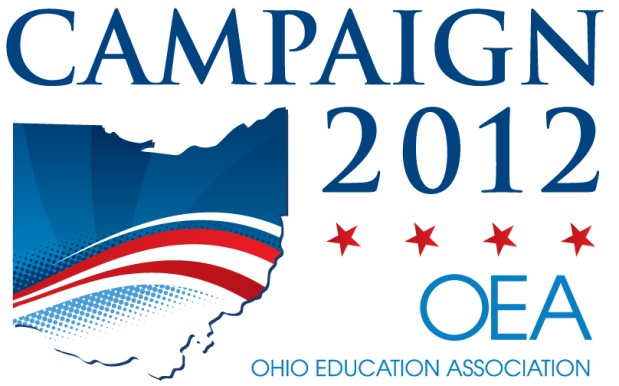 CAMPAIGN
2012
OEA
OHIO EDUCATION ASSOCIATION